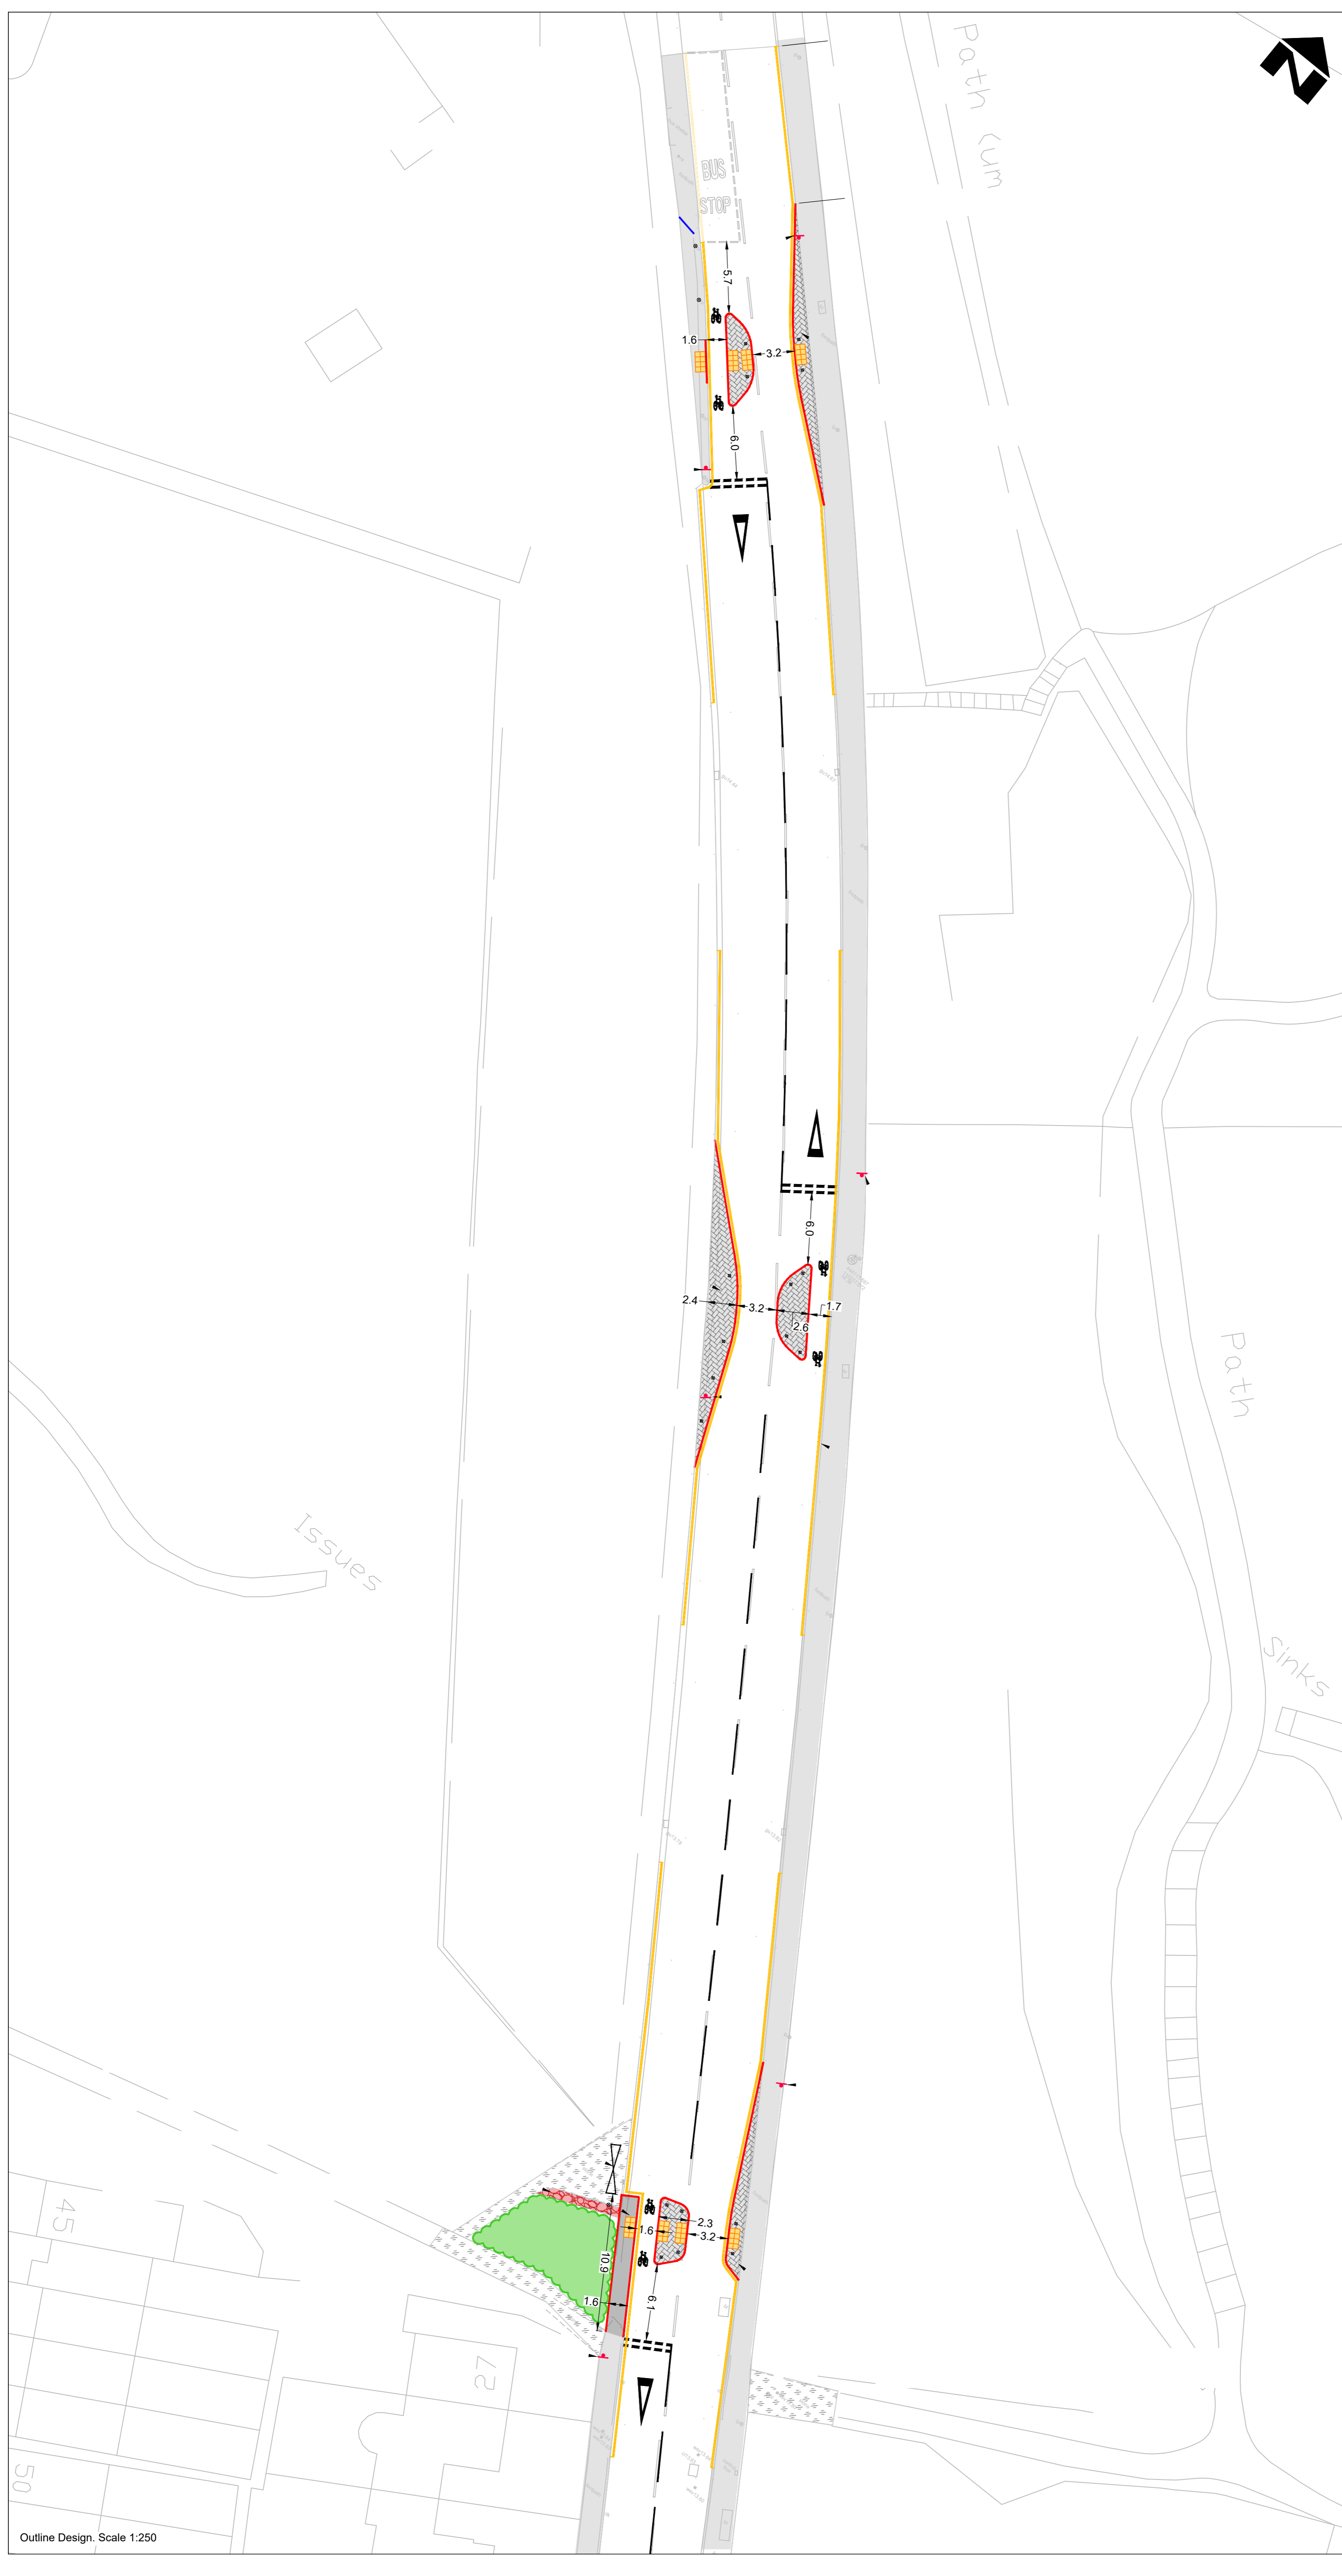 N
Path (um)
BUS
STOP
5.7
1.6
3.2
6.0
6.0
2.4
3.2
2.6
1.7
Path
Issues
Sinks
45
2.3
1.6
3.2
10.9
1.6
6.1
57
50
Outline Design. Scale 1:250